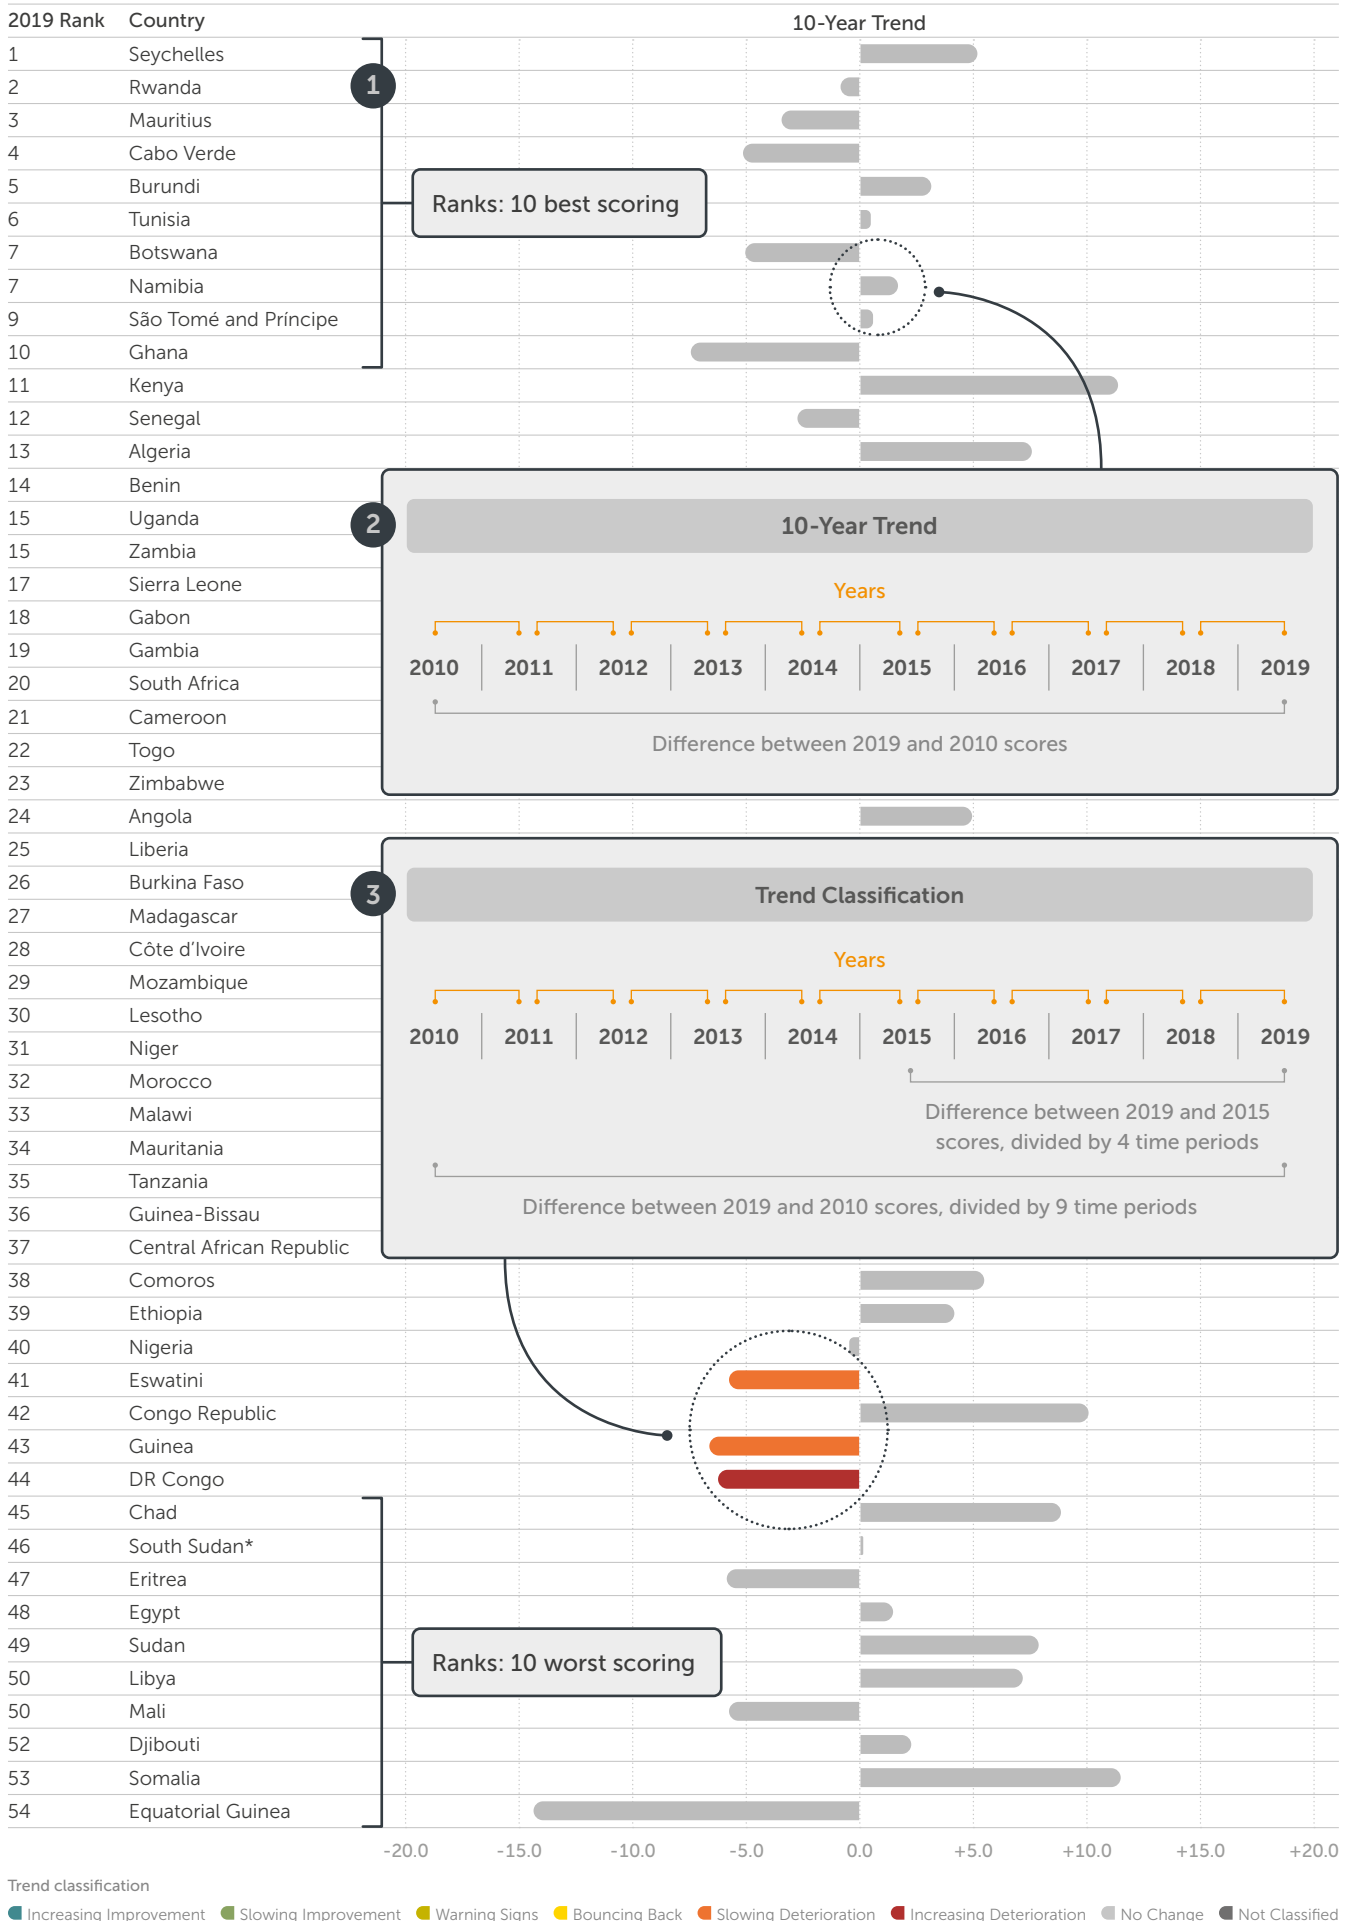 2019 Rank Country 10-Year Trend
1 Seychelles
1
2 Rwanda
3 Mauritius
4 Cabo Verde
5 Burundi
Ranks: 10 best scoring
6 Tunisia
7 Botswana
7 Namibia
9 São Tomé and Príncipe
10 Ghana
11 Kenya
12 Senegal
13 Algeria
14 Benin
15 Uganda
2
10-Year Trend
15 Zambia
17 Sierra Leone
Years
18 Gabon
19 Gambia
2010 2011 2012 2013 2014 2015 2016 2017 2018 2019
20 South Africa
21 Cameroon
22 Togo
Difference between 2019 and 2010 scores
23 Zimbabwe
24 Angola
25 Liberia
26 Burkina Faso
3
Trend Classification
27 Madagascar
28 Côte d'Ivoire
Years
29 Mozambique
30 Lesotho
2010 2011 2012 2013 2014 2015 2016 2017 2018 2019
31 Niger
32 Morocco
33 Malawi
Difference between 2019 and 2015
scores, divided by 4 time periods
34 Mauritania
35 Tanzania
36 Guinea-Bissau
Difference between 2019 and 2010 scores, divided by 9 time periods
37 Central African Republic
38 Comoros
39 Ethiopia
40 Nigeria
41 Eswatini
42 Congo Republic
43 Guinea
44 DR Congo
45 Chad
46 South Sudan*
47 Eritrea
48 Egypt
49 Sudan
Ranks: 10 worst scoring
50 Libya
50 Mali
52 Djibouti
53 Somalia
54 Equatorial Guinea
-20.0 -15.0 -10.0 -5.0 0.0 +5.0 +10.0 +15.0 +20.0
Trend classification
Increasing Improvement Slowing Improvement Warning Signs Bouncing Back Slowing Deterioration Increasing Deterioration No Change Not Classified